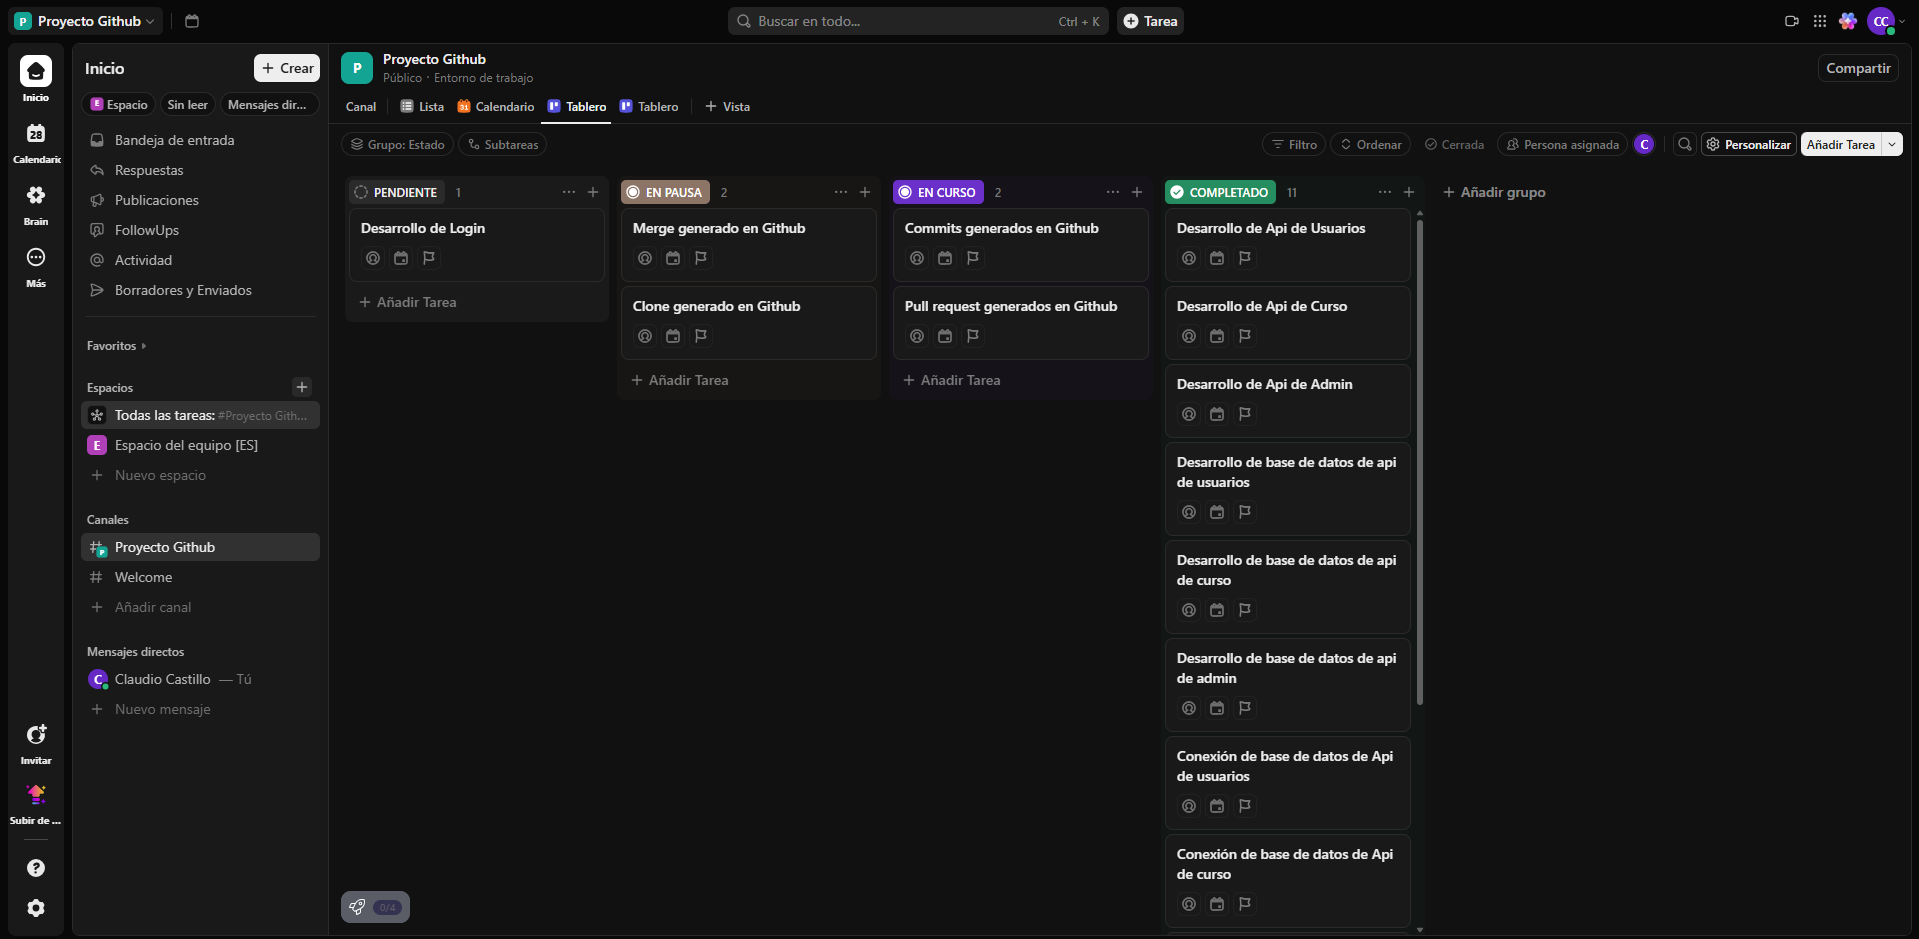 P Proyecto Github
Buscar en todo...
Ctrl + K
Tarea
CC
Inicio
28
Calendario
Brain
Más
Invitar
Subir de ...
Inicio
Crear
E Espacio
Sin leer
Mensajes dir...
Bandeja de entrada
Respuestas
Publicaciones
FollowUps
Actividad
Borradores y Enviados
Favoritos
Espacios
Todas las tareas: #Proyecto Gith...
E Espacio del equipo [ES]
Nuevo espacio
Canales
P Proyecto Github
Welcome
Añadir canal
Mensajes directos
C Claudio Castillo — Tú
Nuevo mensaje
P
Proyecto Github
Público · Entorno de trabajo
Compartir
Canal
Lista
31 Calendario
Tablero
Tablero
Vista
Grupo: Estado
Subtareas
Filtro
Ordenar
Cerrada
Persona asignada
C
Personalizar
Añadir Tarea
PENDIENTE 1
Desarrollo de Login
Añadir Tarea
EN PAUSA 2
Merge generado en Github
Clone generado en Github
Añadir Tarea
EN CURSO 2
Commits generados en Github
Pull request generados en Github
Añadir Tarea
COMPLETADO 11
Desarrollo de Api de Usuarios
Desarrollo de Api de Curso
Desarrollo de Api de Admin
Desarrollo de base de datos de api
de usuarios
Desarrollo de base de datos de api
de curso
Desarrollo de base de datos de api
de admin
Conexión de base de datos de Api
de usuarios
Conexión de base de datos de Api
de curso
Añadir grupo
0/4